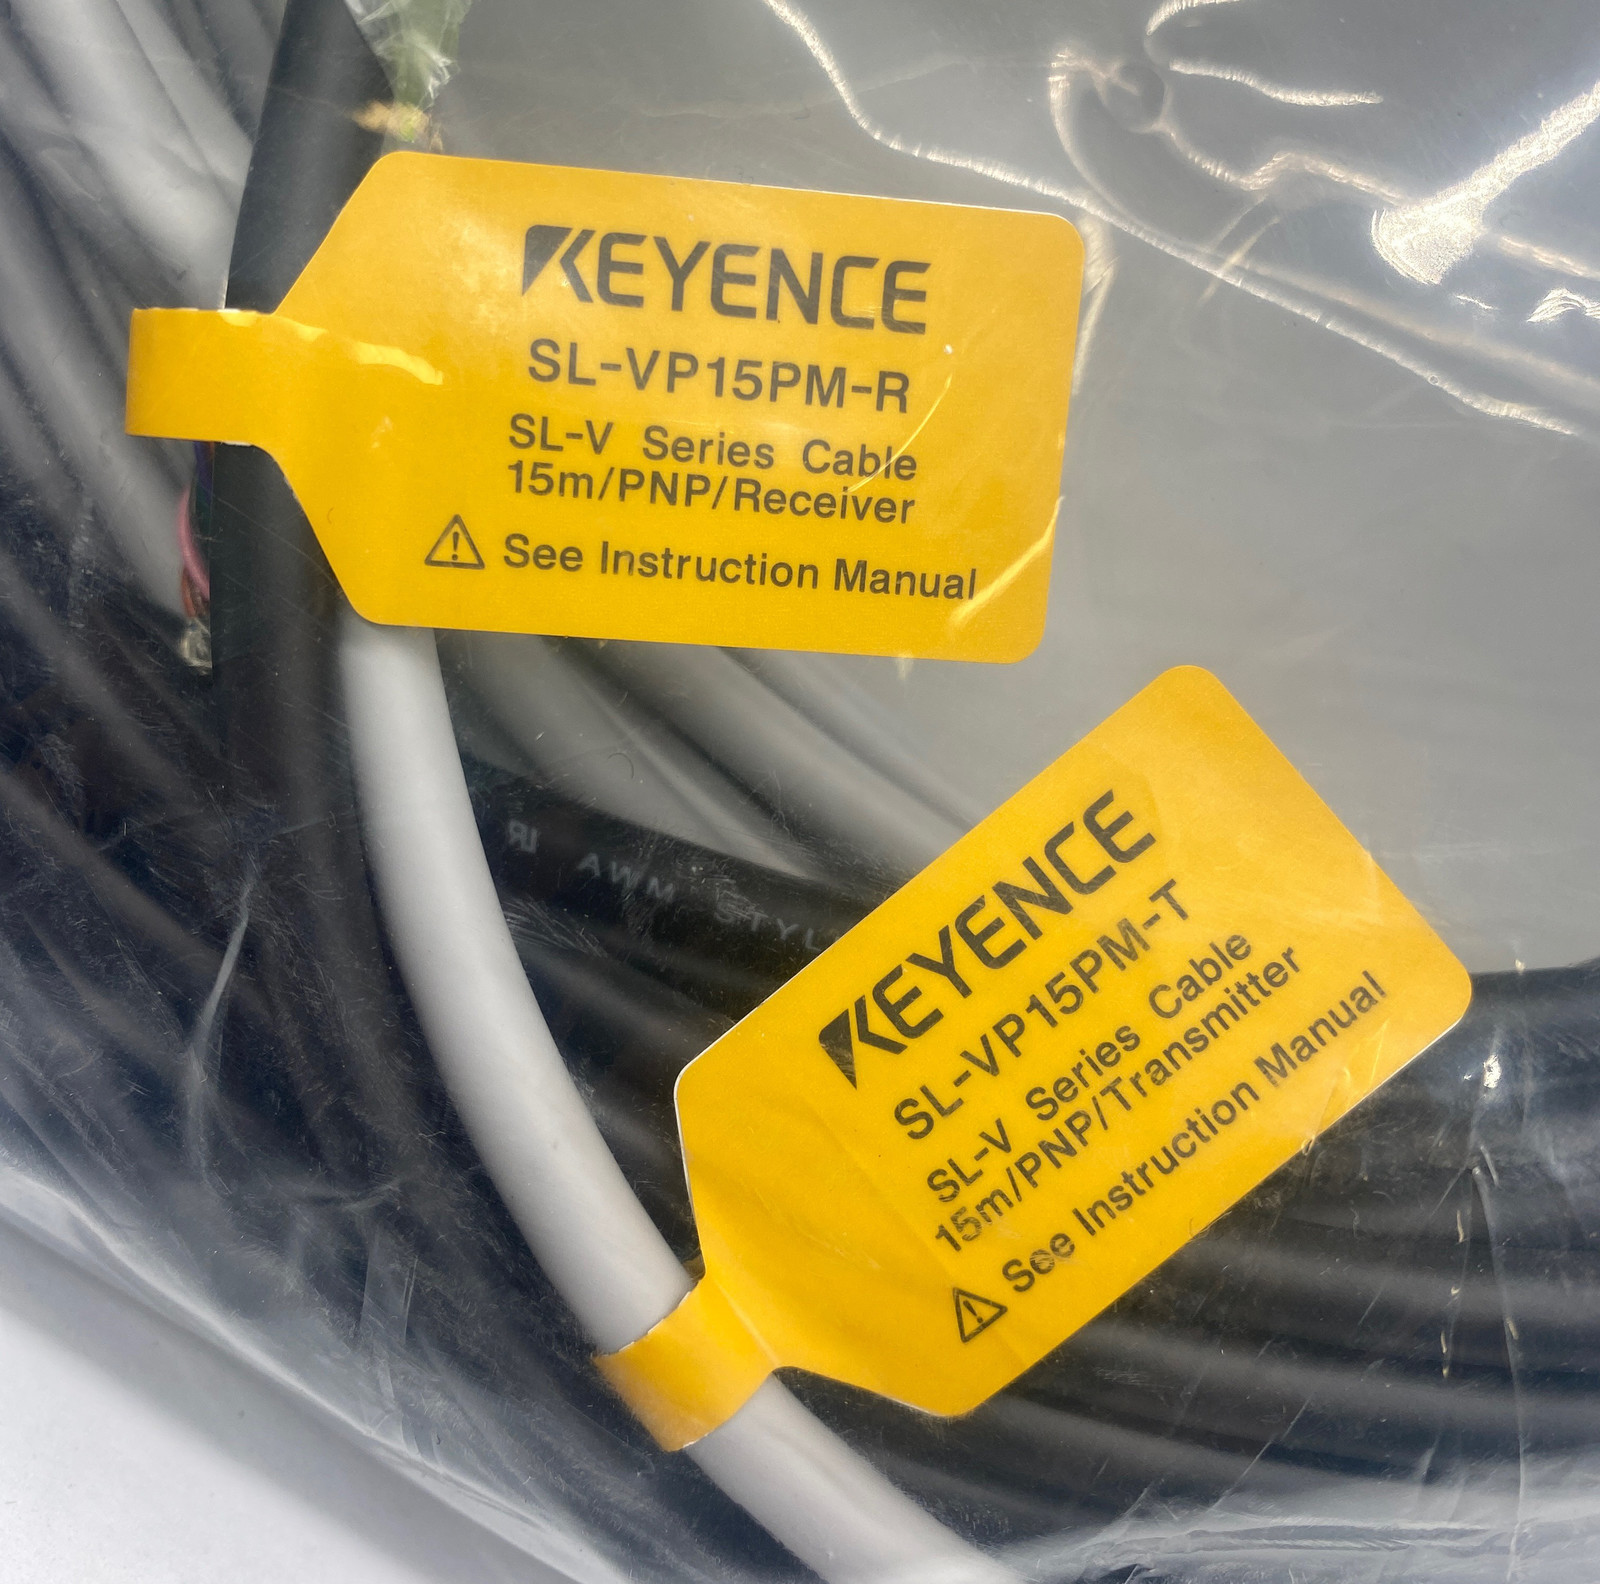 KEYENCE
SL-VP15PM-R
SL-V Series Cable
15m/PNP/Receiver
⚠ See Instruction Manual
AWM STYL
KEYENCE
SL-VP15PM-T
SL-V Series Cable
15m/PNP/Transmitter
⚠ See Instruction Manual